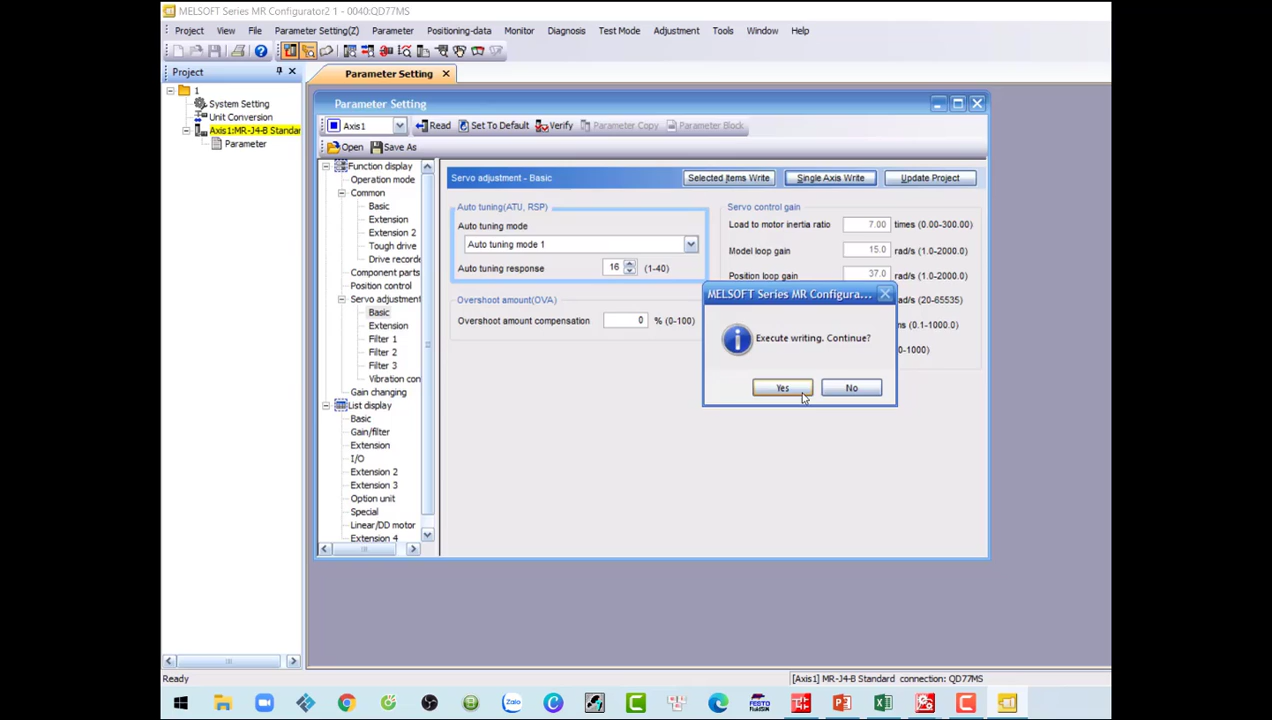 MELSOFT Series MR Configurator2 1 - 0040:QD77MS
Project View File Parameter Setting(Z) Parameter Positioning-data Monitor Diagnosis Test Mode Adjustment Tools Window Help
Project
Parameter Setting
1
System Setting
Unit Conversion
Axis1:MR-J4-B Standar
Parameter
Parameter Setting
Axis1 Read Set To Default Verify Parameter Copy Parameter Block
Open Save As
Function display
Operation mode
Common
Basic
Extension
Extension 2
Tough drive
Drive recorde
Component parts
Position control
Servo adjustment
Basic
Extension
Filter 1
Filter 2
Filter 3
Vibration con
Gain changing
List display
Basic
Gain/filter
Extension
I/O
Extension 2
Extension 3
Option unit
Special
Linear/DD motor
Extension 4
Servo adjustment - Basic Selected Items Write Single Axis Write Update Project
Auto tuning(ATU, RSP)
Auto tuning mode
Auto tuning mode 1
Auto tuning response 16 (1-40)
Overshoot amount(OVA)
Overshoot amount compensation 0 % (0-100)
Servo control gain
Load to motor inertia ratio 7.00 times (0.00-300.00)
Model loop gain 15.0 rad/s (1.0-2000.0)
Position loop gain 37.0 rad/s (1.0-2000.0)
rad/s (20-65535)
ms (0.1-1000.0)
0-1000)
MELSOFT Series MR Configura...
Execute writing. Continue?
Yes No
Ready [Axis1] MR-J4-B Standard connection: QD77MS
Zalo
FESTO